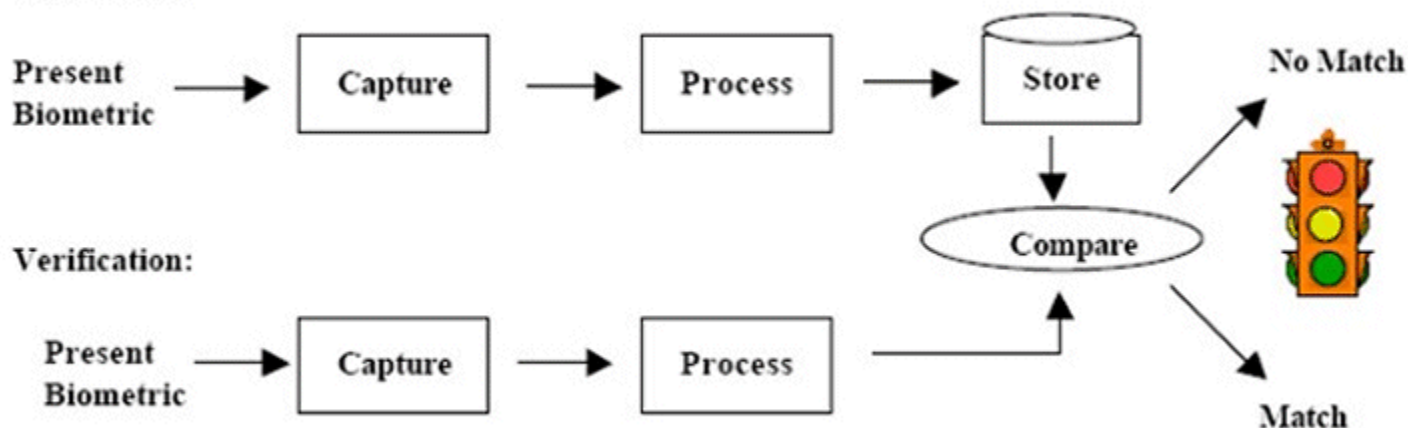 Present
Biometric
Capture
Process
Store
No Match
Compare
Verification:
Present
Biometric
Capture
Process
Match